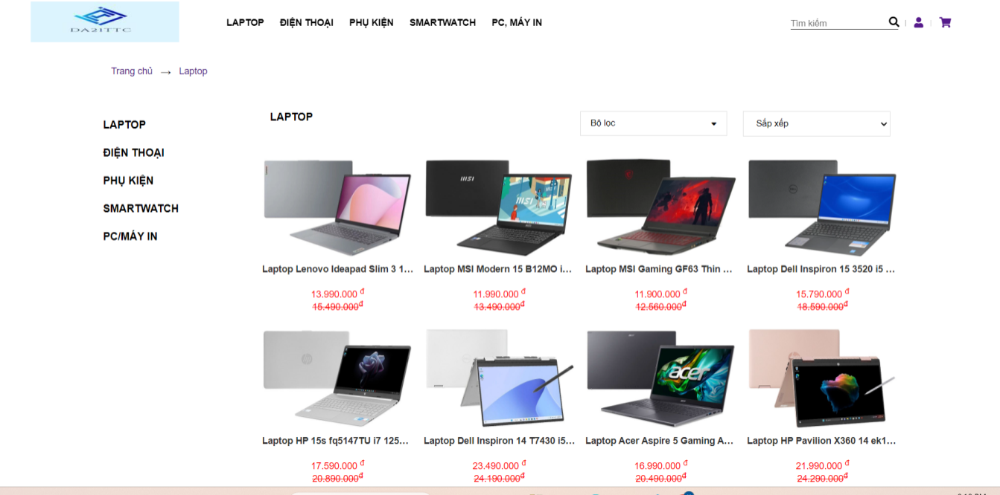 DA21TTC
LAPTOP ĐIỆN THOẠI PHỤ KIỆN SMARTWATCH PC, MÁY IN
Tìm kiếm
Trang chủ → Laptop
LAPTOP
ĐIỆN THOẠI
PHỤ KIỆN
SMARTWATCH
PC/MÁY IN
LAPTOP
Bộ lọc
Sắp xếp
Laptop Lenovo Ideapad Slim 3 1... Laptop MSI Modern 15 B12MO i... Laptop MSI Gaming GF63 Thin ... Laptop Dell Inspiron 15 3520 i5 ...
13.990.000 đ 11.990.000 đ 11.900.000 đ 15.790.000 đ
15.490.000đ 13.490.000đ 12.560.000đ 18.590.000đ
Laptop HP 15s fq5147TU i7 125... Laptop Dell Inspiron 14 T7430 i5... Laptop Acer Aspire 5 Gaming A... Laptop HP Pavilion X360 14 ek1...
17.590.000 đ 23.490.000 đ 16.990.000 đ 21.990.000 đ
20.890.000đ 24.190.000đ 20.490.000đ 24.290.000đ
msi
msi
acer